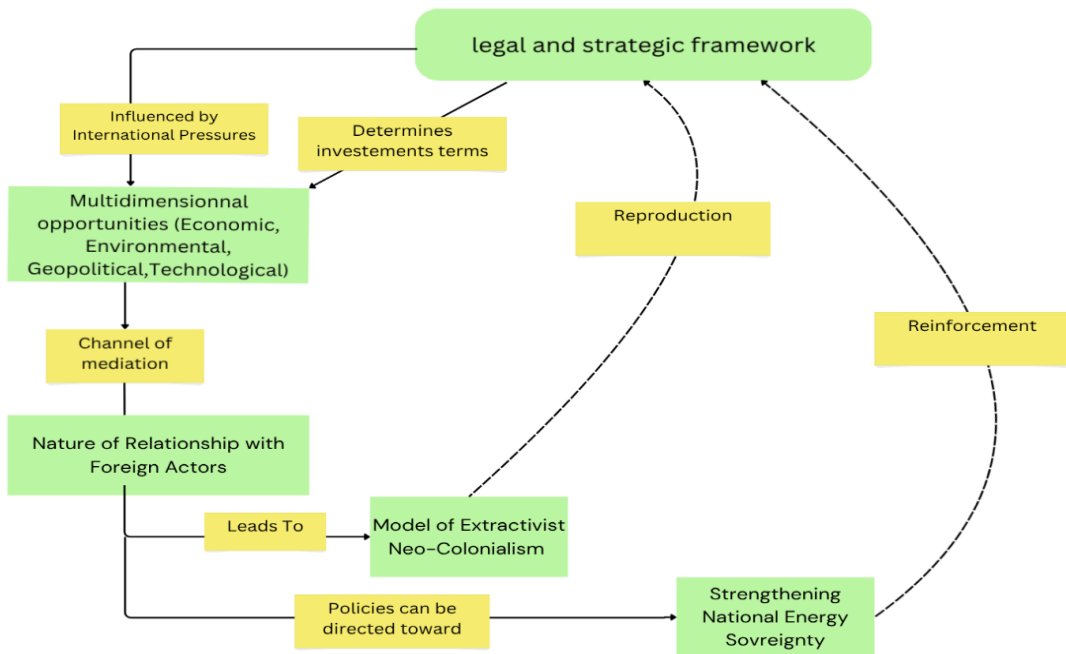 legal and strategic framework
Influenced by
International Pressures
Determines
investements terms
Multidimensionnal
opportunities (Economic,
Environmental,
Geopolitical,Technological)
Reproduction
Reinforcement
Channel of
mediation
Nature of Relationship with
Foreign Actors
Leads To
Model of Extractivist
Neo-Colonialism
Policies can be
directed toward
Strengthening
National Energy
Sovreignty